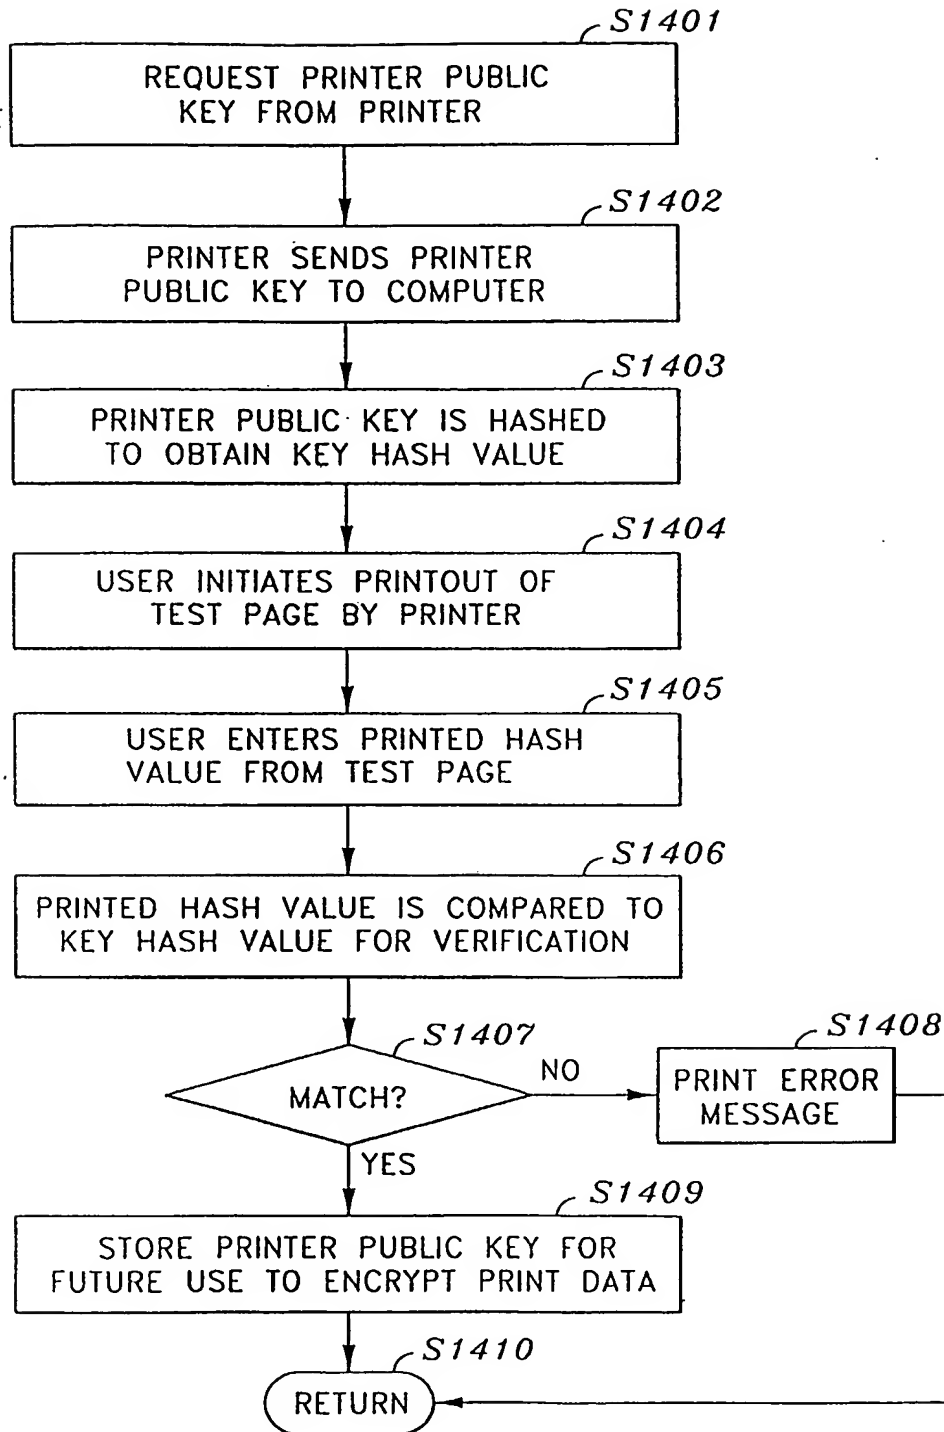 S1401
REQUEST PRINTER PUBLIC
KEY FROM PRINTER
S1402
PRINTER SENDS PRINTER
PUBLIC KEY TO COMPUTER
S1403
PRINTER PUBLIC KEY IS HASHED
TO OBTAIN KEY HASH VALUE
S1404
USER INITIATES PRINTOUT OF
TEST PAGE BY PRINTER
S1405
USER ENTERS PRINTED HASH
VALUE FROM TEST PAGE
S1406
PRINTED HASH VALUE IS COMPARED TO
KEY HASH VALUE FOR VERIFICATION
S1407
MATCH?
NO
S1408
PRINT ERROR
MESSAGE
YES
S1409
STORE PRINTER PUBLIC KEY FOR
FUTURE USE TO ENCRYPT PRINT DATA
S1410
RETURN